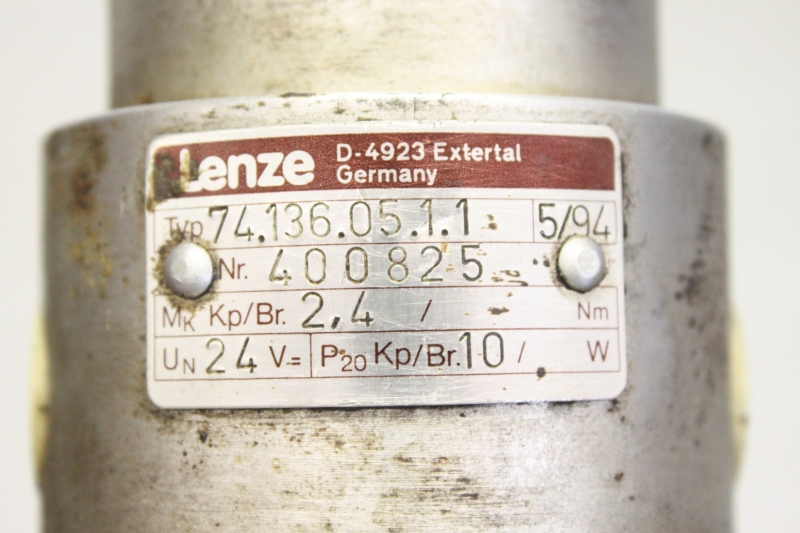 Lenze D-4923 Extertal
Germany
Typ 74.136.05.1.1 5/94
Nr. 400825
MK Kp/Br. 2,4 / Nm
UN 24 V= P20 Kp/Br. 10 / W